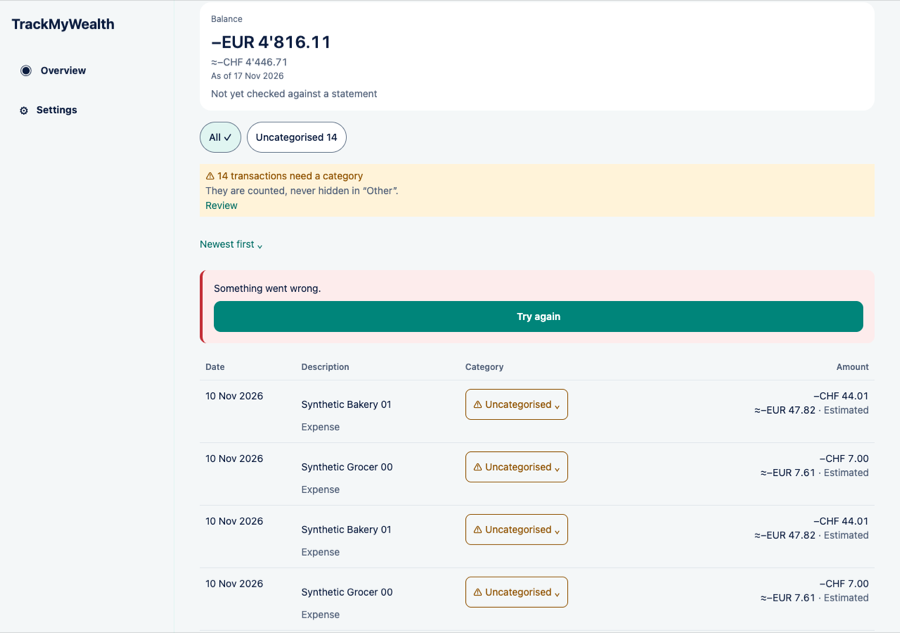 TrackMyWealth
Overview
Settings
Balance
−EUR 4'816.11
≈−CHF 4'446.71
As of 17 Nov 2026
Not yet checked against a statement
All ✓
Uncategorised 14
⚠ 14 transactions need a category
They are counted, never hidden in “Other”.
Review
Newest first ⌄
Something went wrong.
Try again
Date Description Category Amount
10 Nov 2026 Synthetic Bakery 01 ⚠ Uncategorised ⌄ −CHF 44.01
Expense ≈−EUR 47.82 · Estimated
10 Nov 2026 Synthetic Grocer 00 ⚠ Uncategorised ⌄ −CHF 7.00
Expense ≈−EUR 7.61 · Estimated
10 Nov 2026 Synthetic Bakery 01 ⚠ Uncategorised ⌄ −CHF 44.01
Expense ≈−EUR 47.82 · Estimated
10 Nov 2026 Synthetic Grocer 00 ⚠ Uncategorised ⌄ −CHF 7.00
Expense ≈−EUR 7.61 · Estimated